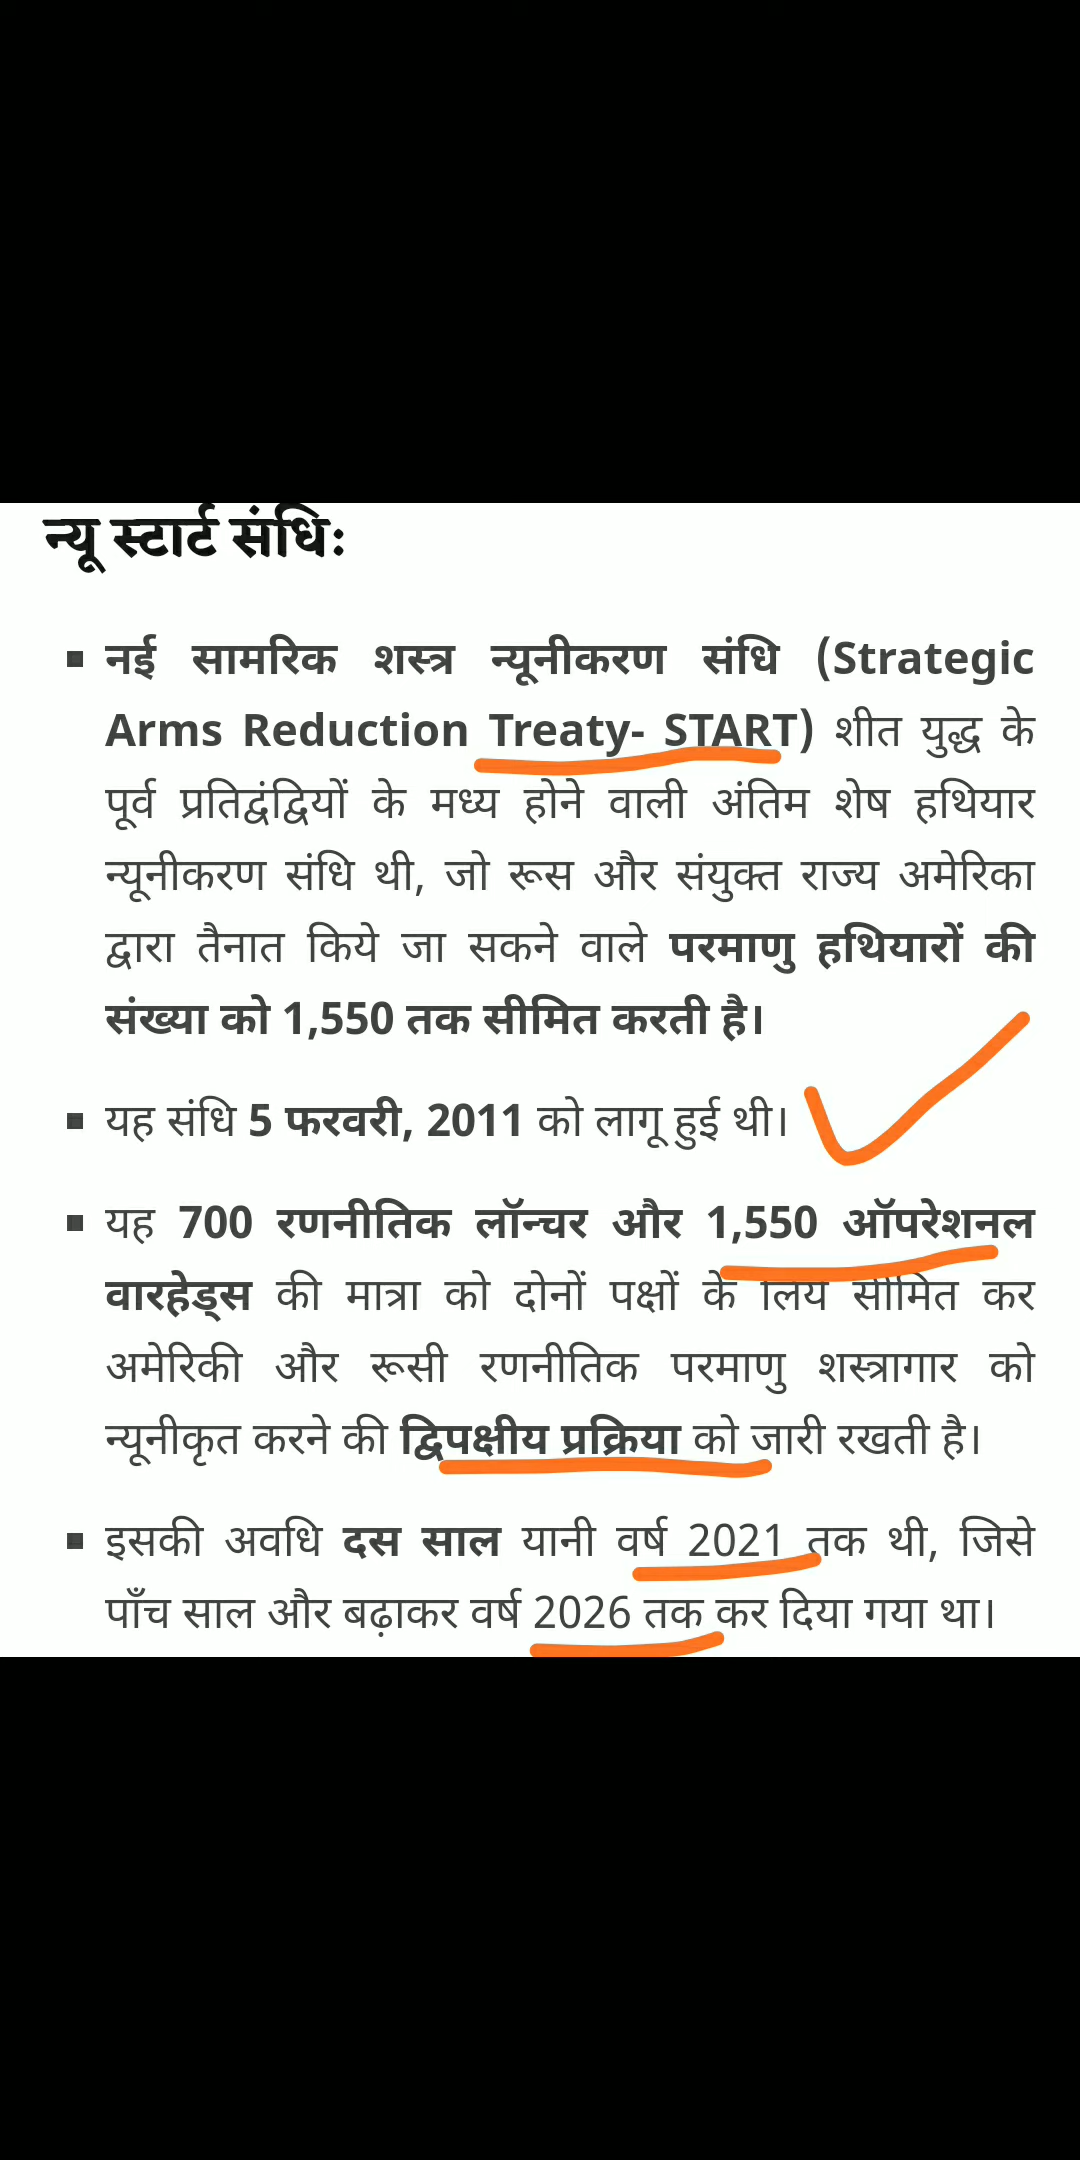 न्यू स्टार्ट संधिः
▪ नई सामरिक शस्त्र न्यूनीकरण संधि (Strategic
Arms Reduction Treaty- START) शीत युद्ध के
पूर्व प्रतिद्वंद्वियों के मध्य होने वाली अंतिम शेष हथियार
न्यूनीकरण संधि थी, जो रूस और संयुक्त राज्य अमेरिका
द्वारा तैनात किये जा सकने वाले परमाणु हथियारों की
संख्या को 1,550 तक सीमित करती है।
▪ यह संधि 5 फरवरी, 2011 को लागू हुई थी।
▪ यह 700 रणनीतिक लॉन्चर और 1,550 ऑपरेशनल
वारहेड्स की मात्रा को दोनों पक्षों के लिये सीमित कर
अमेरिकी और रूसी रणनीतिक परमाणु शस्त्रागार को
न्यूनीकृत करने की द्विपक्षीय प्रक्रिया को जारी रखती है।
▪ इसकी अवधि दस साल यानी वर्ष 2021 तक थी, जिसे
पाँच साल और बढ़ाकर वर्ष 2026 तक कर दिया गया था।